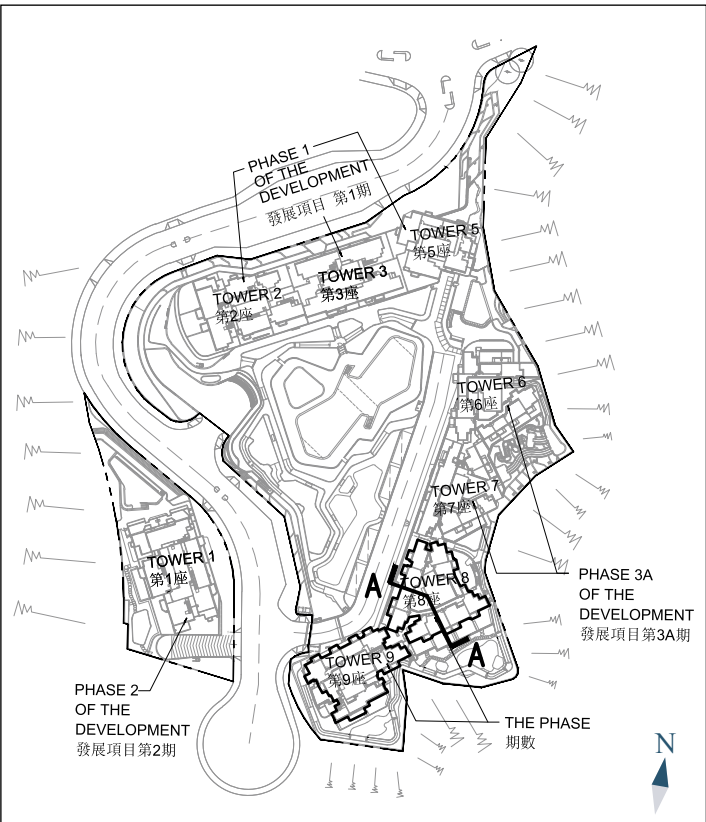 PHASE 1
OF THE
DEVELOPMENT
發展項目 第1期
TOWER 5
第5座
TOWER 3
第3座
TOWER 2
第2座
TOWER 6
第6座
TOWER 7
第7座
TOWER 1
第1座
A
TOWER 8
第8座
A
PHASE 3A
OF THE
DEVELOPMENT
發展項目第3A期
TOWER 9
第9座
PHASE 2
OF THE
DEVELOPMENT
發展項目第2期
THE PHASE
期數
N